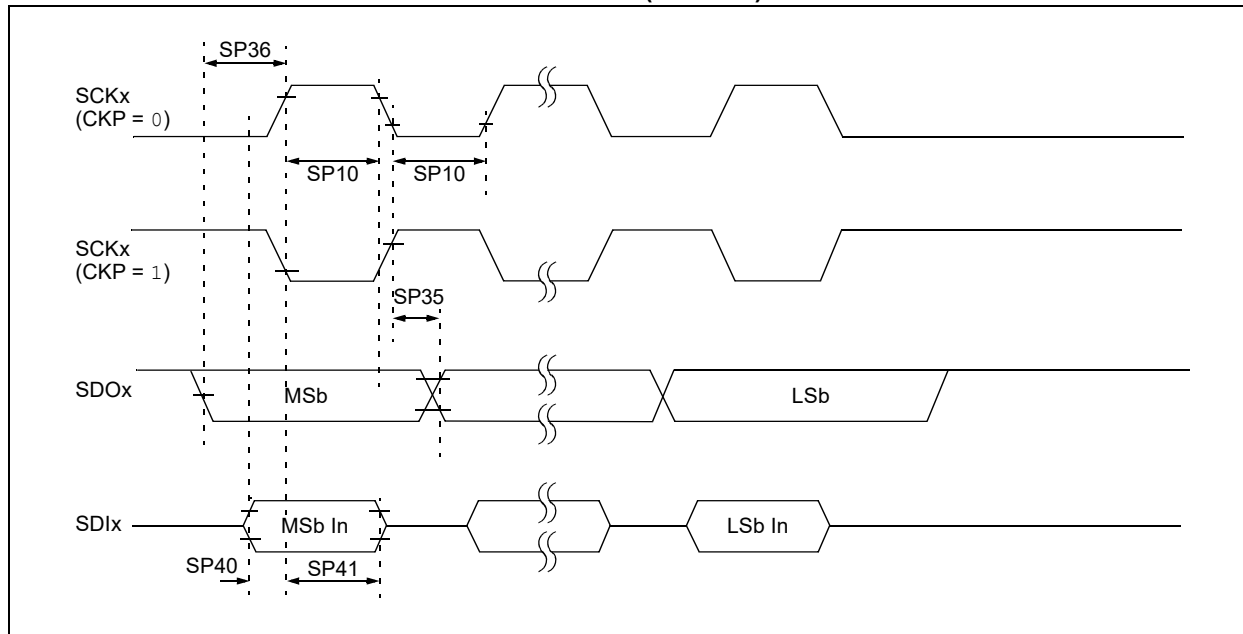 SP36
SCKx
(CKP = 0)
SP10
SP10
SCKx
(CKP = 1)
SP35
SDOx
MSb
LSb
SDIx
MSb In
LSb In
SP40
SP41